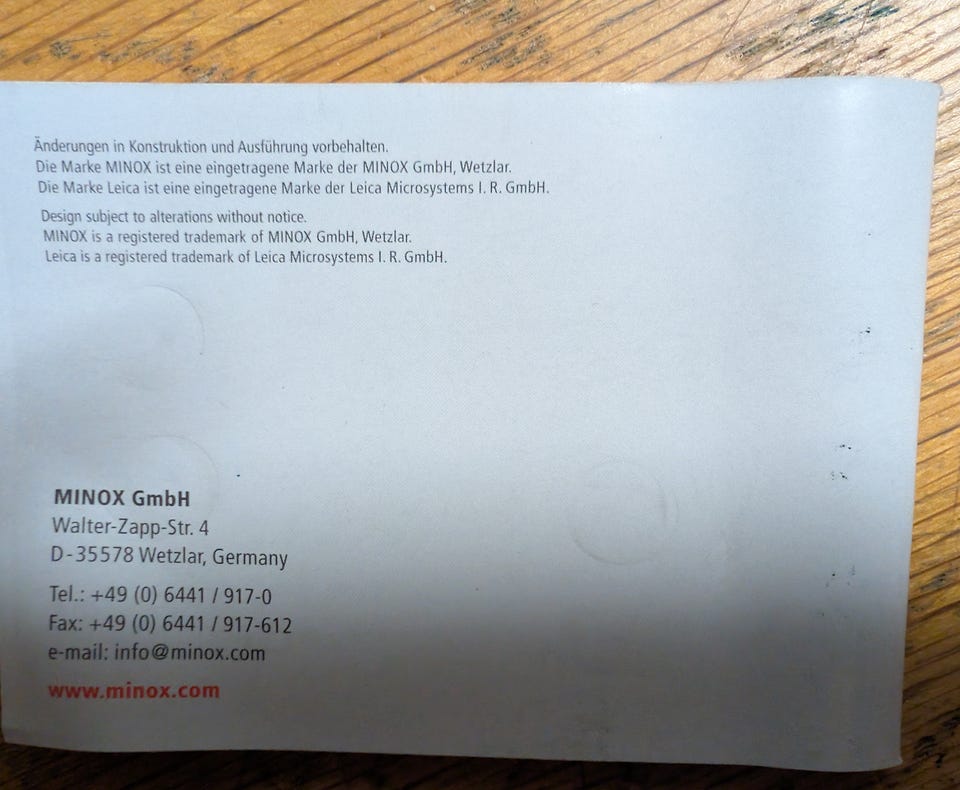 Änderungen in Konstruktion und Ausführung vorbehalten.
Die Marke MINOX ist eine eingetragene Marke der MINOX GmbH, Wetzlar.
Die Marke Leica ist eine eingetragene Marke der Leica Microsystems I. R. GmbH.
Design subject to alterations without notice.
MINOX is a registered trademark of MINOX GmbH, Wetzlar.
Leica is a registered trademark of Leica Microsystems I. R. GmbH.
MINOX GmbH
Walter-Zapp-Str. 4
D-35578 Wetzlar, Germany
Tel.: +49 (0) 6441 / 917-0
Fax: +49 (0) 6441 / 917-612
e-mail: info@minox.com
www.minox.com